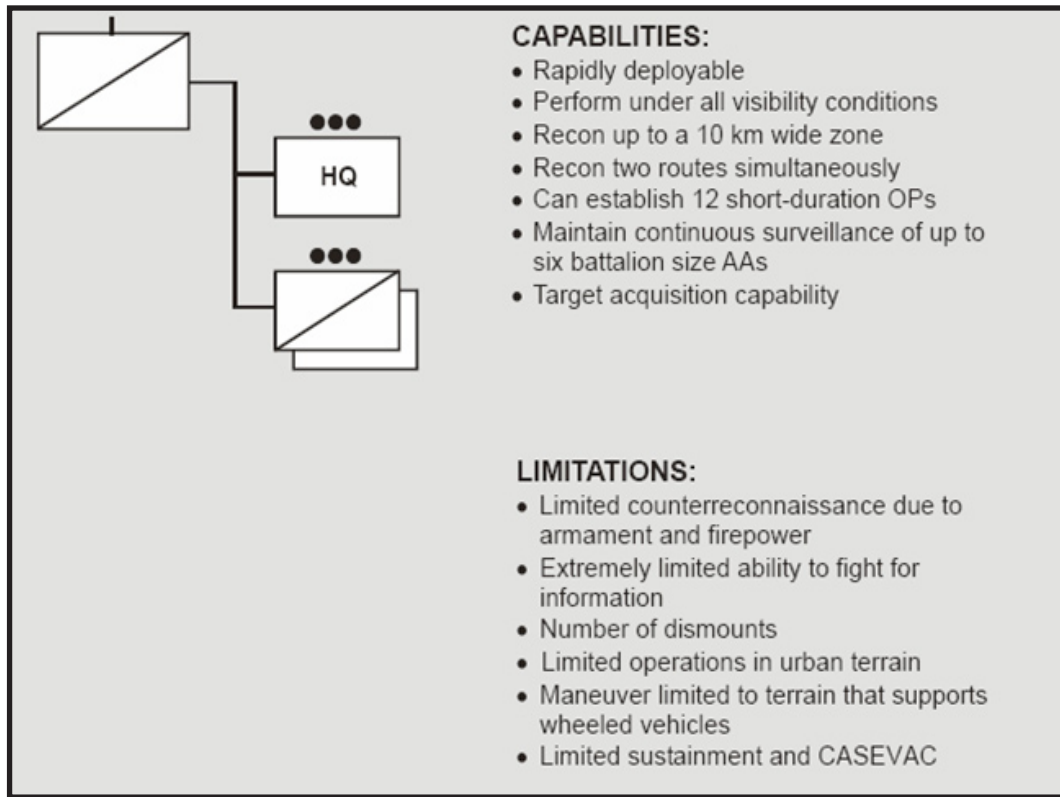 HQ
CAPABILITIES:
• Rapidly deployable
• Perform under all visibility conditions
• Recon up to a 10 km wide zone
• Recon two routes simultaneously
• Can establish 12 short-duration OPs
• Maintain continuous surveillance of up to
six battalion size AAs
• Target acquisition capability
LIMITATIONS:
• Limited counterreconnaissance due to
armament and firepower
• Extremely limited ability to fight for
information
• Number of dismounts
• Limited operations in urban terrain
• Maneuver limited to terrain that supports
wheeled vehicles
• Limited sustainment and CASEVAC